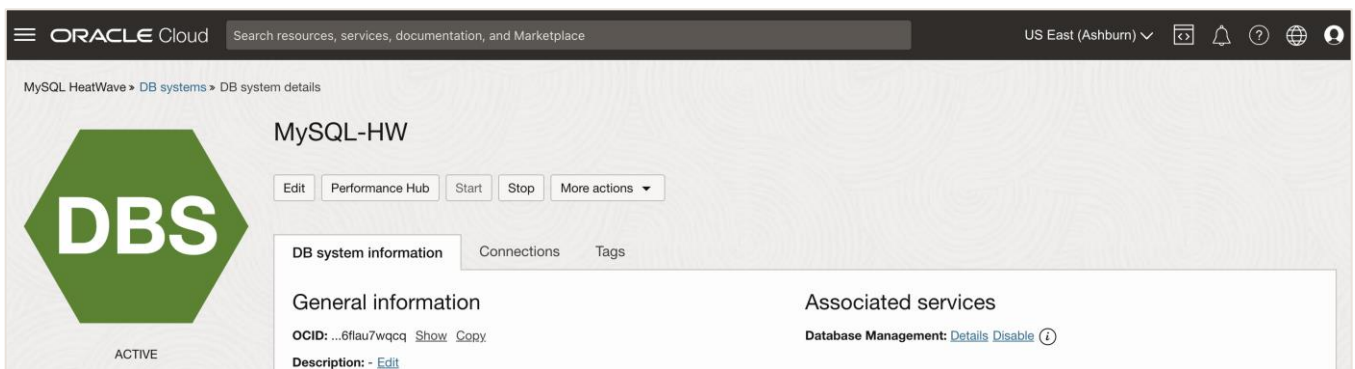 ORACLE Cloud
Search resources, services, documentation, and Marketplace
US East (Ashburn)
MySQL HeatWave » DB systems » DB system details
DBS
ACTIVE
MySQL-HW
Edit Performance Hub Start Stop More actions
DB system information Connections Tags
General information
OCID: ...6flau7wqcq Show Copy
Description: - Edit
Associated services
Database Management: Details Disable i